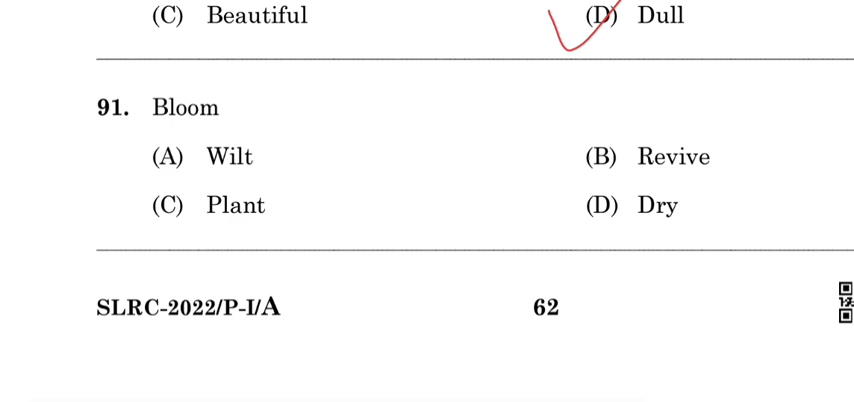 (C) Beautiful (D) Dull
91. Bloom
(A) Wilt (B) Revive
(C) Plant (D) Dry
SLRC-2022/P-I/A 62